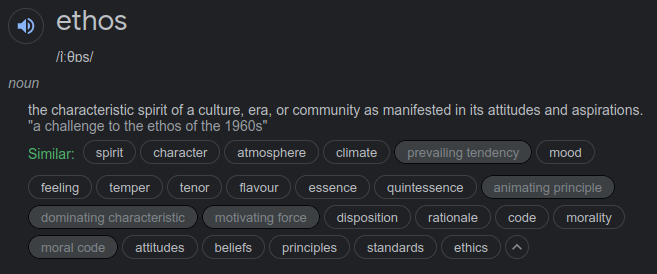 ethos
/ˈiːθɒs/
noun
the characteristic spirit of a culture, era, or community as manifested in its attitudes and aspirations.
"a challenge to the ethos of the 1960s"
Similar: spirit character atmosphere climate prevailing tendency mood
feeling temper tenor flavour essence quintessence animating principle
dominating characteristic motivating force disposition rationale code morality
moral code attitudes beliefs principles standards ethics